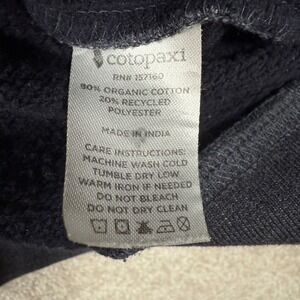 cotopaxi
RN# 157160
80% ORGANIC COTTON
20% RECYCLED
POLYESTER
MADE IN INDIA
CARE INSTRUCTIONS:
MACHINE WASH COLD
TUMBLE DRY LOW
WARM IRON IF NEEDED
DO NOT BLEACH
DO NOT DRY CLEAN